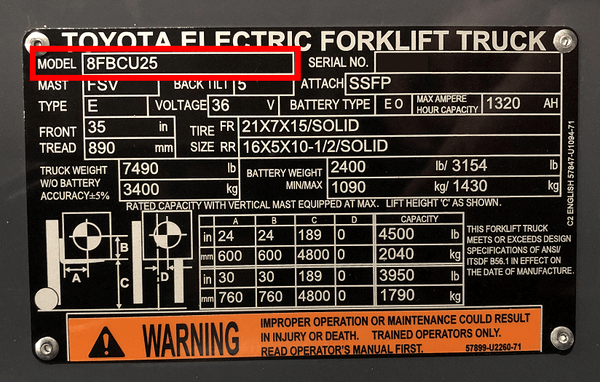 TOYOTA ELECTRIC FORKLIFT TRUCK
MODEL 8FBCU25 SERIAL NO.
MAST FSV BACK TILT 5 ATTACH SSFP
TYPE E VOLTAGE 36 V BATTERY TYPE E O MAX AMPERE HOUR CAPACITY 1320 AH
FRONT TREAD 35 in TIRE SIZE FR 21X7X15/SOLID
890 mm RR 16X5X10-1/2/SOLID
TRUCK WEIGHT W/O BATTERY ACCURACY±5% 7490 lb BATTERY WEIGHT MIN/MAX 2400 lb/ 3154 lb
3400 kg 1090 kg/ 1430 kg
RATED CAPACITY WITH VERTICAL MAST EQUIPPED AT MAX. LIFT HEIGHT 'C' AS SHOWN.
A B C D CAPACITY
in 24 24 189 0 4500 lb
mm 600 600 4800 0 2040 kg
in 30 30 189 0 3950 lb
mm 760 760 4800 0 1790 kg
A B C D
THIS FORKLIFT TRUCK
MEETS OR EXCEEDS DESIGN
SPECIFICATIONS OF ANSI/
ITSDF B56.1 IN EFFECT ON
THE DATE OF MANUFACTURE.
C2 ENGLISH 57847-U1094-71
WARNING
IMPROPER OPERATION OR MAINTENANCE COULD RESULT
IN INJURY OR DEATH. TRAINED OPERATORS ONLY.
READ OPERATOR'S MANUAL FIRST. 57899-U2260-71